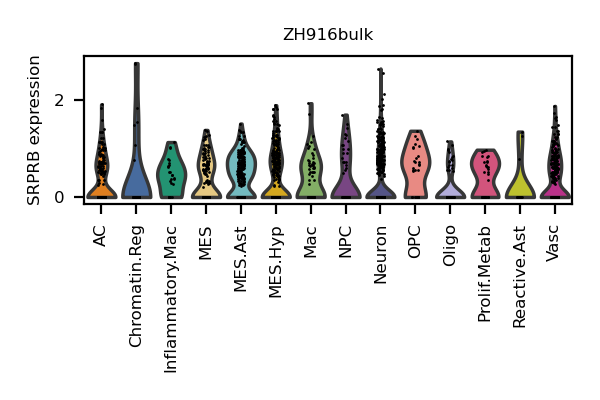 ZH916bulk
SRPRB expression
2
0
AC
Chromatin.Reg
Inflammatory.Mac
MES
MES.Ast
MES.Hyp
Mac
NPC
Neuron
OPC
Oligo
Prolif.Metab
Reactive.Ast
Vasc